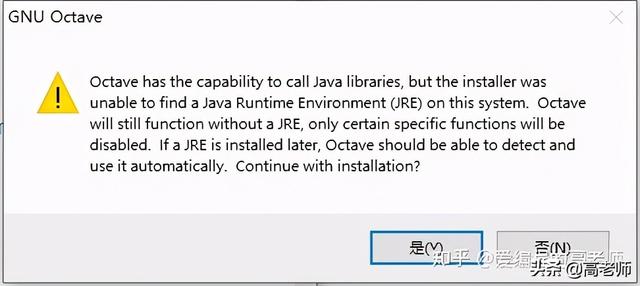 GNU Octave
Octave has the capability to call Java libraries, but the installer was
unable to find a Java Runtime Environment (JRE) on this system.  Octave
will still function without a JRE, only certain specific functions will be
disabled.  If a JRE is installed later, Octave should be able to detect and
use it automatically.  Continue with installation?
是(Y)
否(N)
知乎 @爱编程的高老师
头条 @高老师